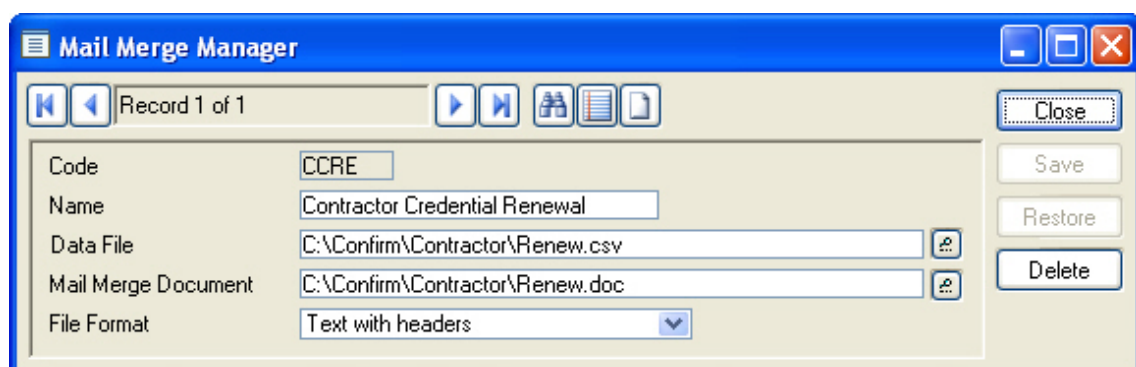 Mail Merge Manager
Record 1 of 1
Close
Code CCRE
Save
Name Contractor Credential Renewal
Restore
Data File C:\Confirm\Contractor\Renew.csv
Delete
Mail Merge Document C:\Confirm\Contractor\Renew.doc
File Format Text with headers